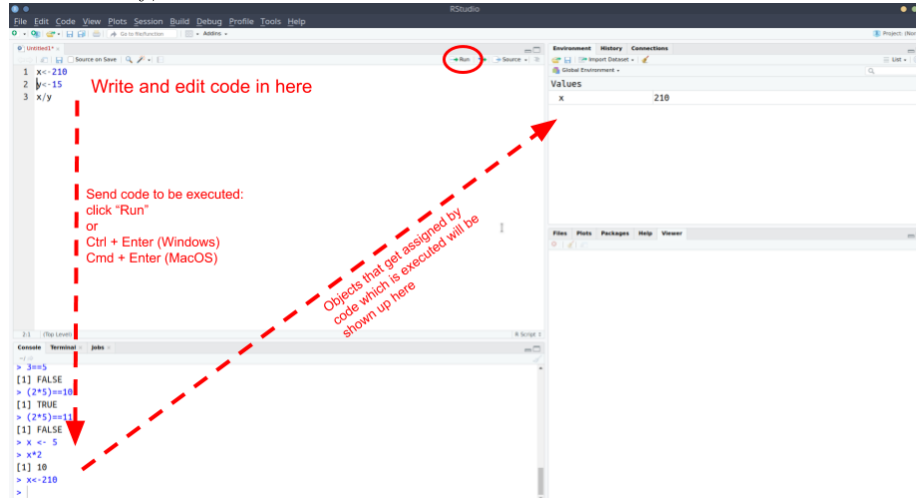 RStudio
File Edit Code View Plots Session Build Debug Profile Tools Help
Go to file/function Addins
Project: (Non
Untitled1*
Source on Save Run Source
1 x<-210
2 y<-15
3 x/y
Write and edit code in here
Send code to be executed:
click “Run”
or
Ctrl + Enter (Windows)
Cmd + Enter (MacOS)
Objects that get assigned by
code which is executed will be
shown up here
2:1 (Top Level) R Script
Console Terminal Jobs
~/
> 3==5
[1] FALSE
> (2*5)==10
[1] TRUE
> (2*5)==11
[1] FALSE
> x <- 5
> x*2
[1] 10
> x<-210
>
Environment History Connections
Import Dataset List
Global Environment
Values
x 210
Files Plots Packages Help Viewer